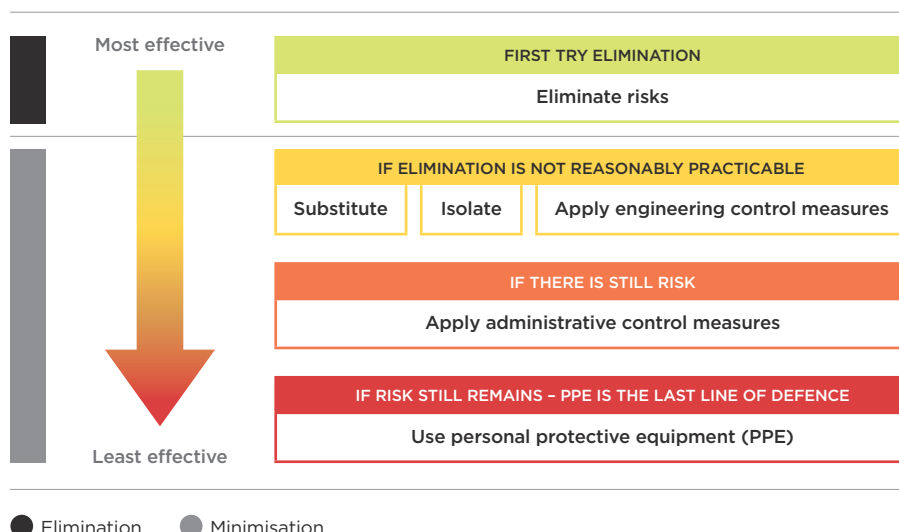 Most effective
FIRST TRY ELIMINATION
Eliminate risks
IF ELIMINATION IS NOT REASONABLY PRACTICABLE
Substitute
Isolate
Apply engineering control measures
IF THERE IS STILL RISK
Apply administrative control measures
IF RISK STILL REMAINS – PPE IS THE LAST LINE OF DEFENCE
Use personal protective equipment (PPE)
Least effective
Elimination
Minimisation